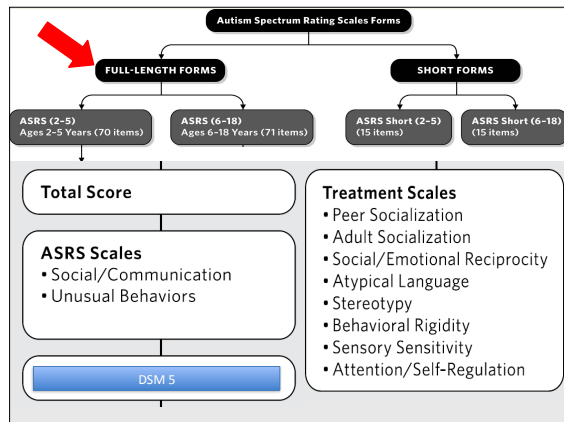 Autism Spectrum Rating Scales Forms
FULL-LENGTH FORMS
SHORT FORMS
ASRS (2–5)
Ages 2–5 Years (70 items)
ASRS (6–18)
Ages 6–18 Years (71 items)
ASRS Short (2–5)
(15 items)
ASRS Short (6–18)
(15 items)
Total Score
ASRS Scales
• Social/Communication
• Unusual Behaviors
DSM 5
Treatment Scales
• Peer Socialization
• Adult Socialization
• Social/Emotional Reciprocity
• Atypical Language
• Stereotypy
• Behavioral Rigidity
• Sensory Sensitivity
• Attention/Self-Regulation